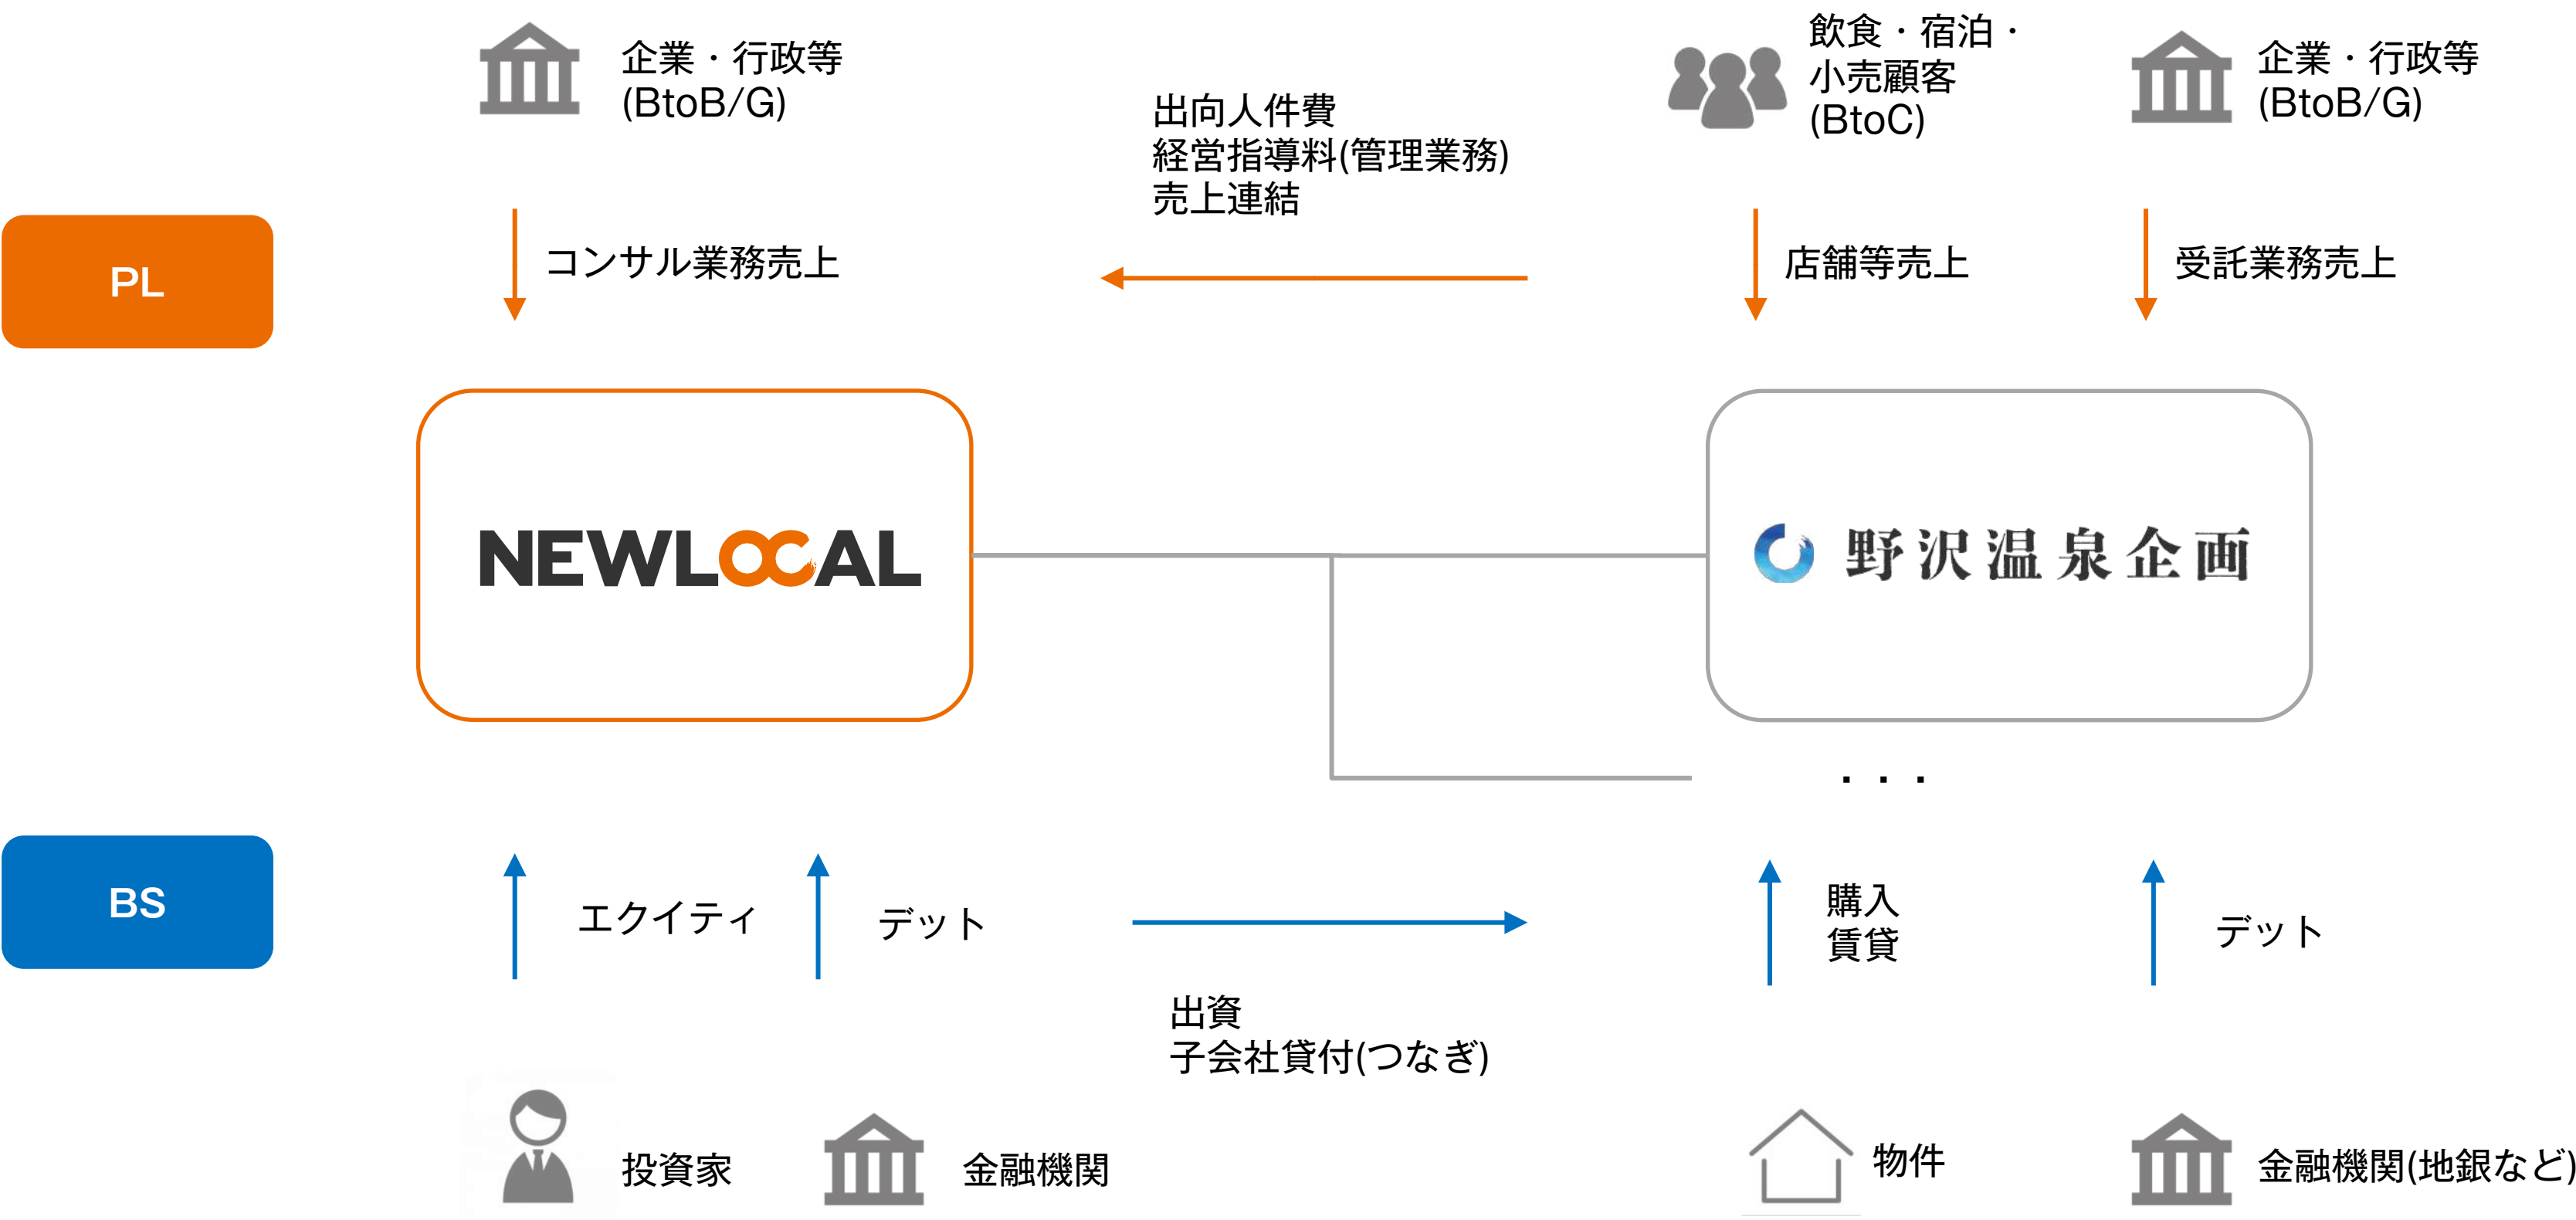 企業・行政等
(BtoB/G)
飲食・宿泊・
小売顧客
(BtoC)
企業・行政等
(BtoB/G)
出向人件費
経営指導料(管理業務)
売上連結
PL
コンサル業務売上
店舗等売上
受託業務売上
NEWLOCAL
野沢温泉企画
・・・
BS
エクイティ
デット
購入
賃貸
デット
出資
子会社貸付(つなぎ)
投資家
金融機関
物件
金融機関(地銀など)